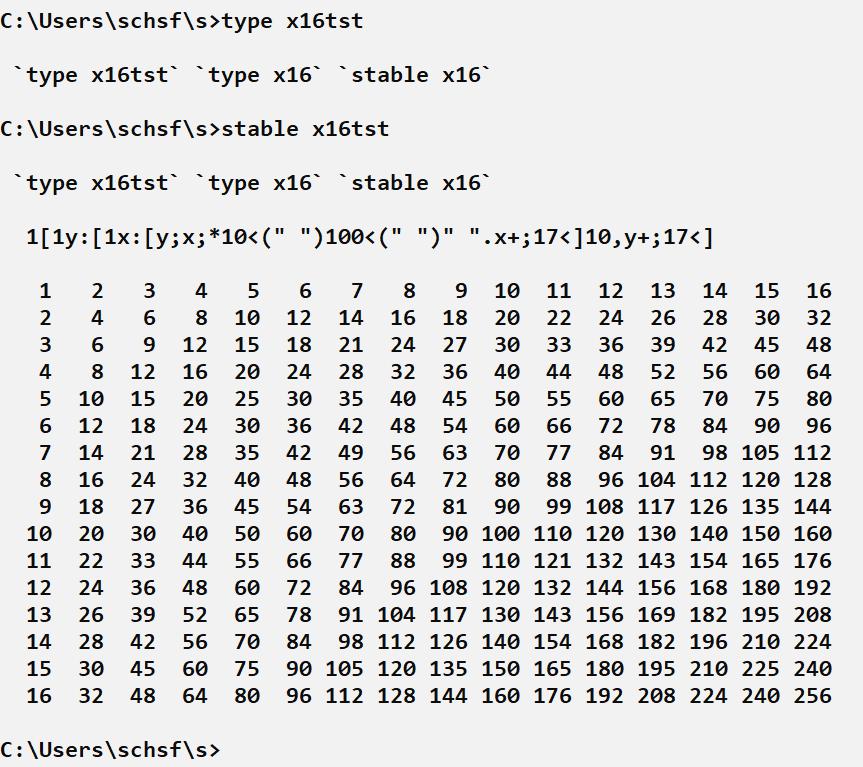 C:\Users\schsf\s>type x16tst
`type x16tst` `type x16` `stable x16`
C:\Users\schsf\s>stable x16tst
`type x16tst` `type x16` `stable x16`
1[1y:[1x:[y;x;*10<(" ")100<(" ")" ".x+;17<]10,y+;17<]
1 2 3 4 5 6 7 8 9 10 11 12 13 14 15 16
2 4 6 8 10 12 14 16 18 20 22 24 26 28 30 32
3 6 9 12 15 18 21 24 27 30 33 36 39 42 45 48
4 8 12 16 20 24 28 32 36 40 44 48 52 56 60 64
5 10 15 20 25 30 35 40 45 50 55 60 65 70 75 80
6 12 18 24 30 36 42 48 54 60 66 72 78 84 90 96
7 14 21 28 35 42 49 56 63 70 77 84 91 98 105 112
8 16 24 32 40 48 56 64 72 80 88 96 104 112 120 128
9 18 27 36 45 54 63 72 81 90 99 108 117 126 135 144
10 20 30 40 50 60 70 80 90 100 110 120 130 140 150 160
11 22 33 44 55 66 77 88 99 110 121 132 143 154 165 176
12 24 36 48 60 72 84 96 108 120 132 144 156 168 180 192
13 26 39 52 65 78 91 104 117 130 143 156 169 182 195 208
14 28 42 56 70 84 98 112 126 140 154 168 182 196 210 224
15 30 45 60 75 90 105 120 135 150 165 180 195 210 225 240
16 32 48 64 80 96 112 128 144 160 176 192 208 224 240 256
C:\Users\schsf\s>